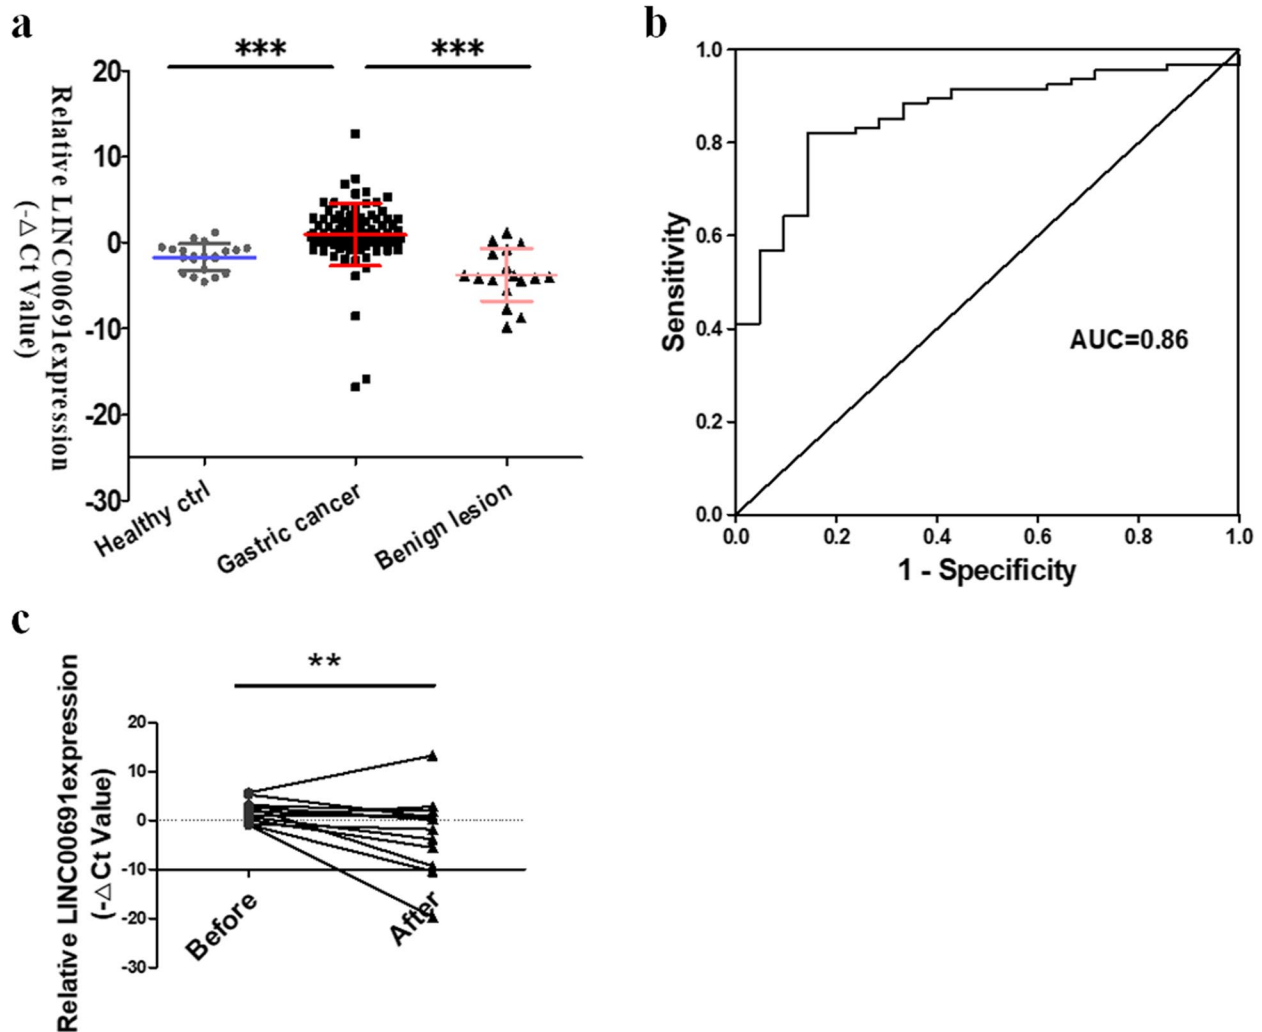 a
***
***
20
10
0
-10
-20
-30
Relative LINC00691expression
(-△Ct Value)
Healthy ctrl
Gastric cancer
Benign lesion
b
1.0
0.8
0.6
0.4
0.2
0.0
Sensitivity
AUC=0.86
0.0 0.2 0.4 0.6 0.8 1.0
1 - Specificity
c
**
20
10
0
-10
-20
-30
Relative LINC00691expression
(-△Ct Value)
Before
After